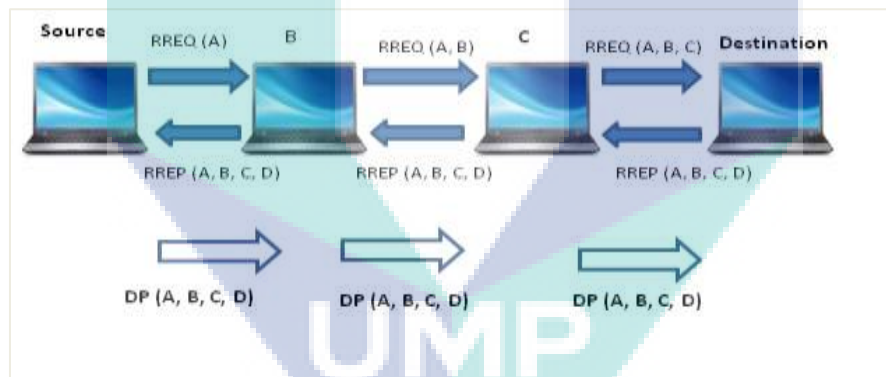 Source
RREQ (A)
B
RREQ (A, B)
C
RREQ (A, B, C)
Destination
RREP (A, B, C, D)
RREP (A, B, C, D)
RREP (A, B, C, D)
DP (A, B, C, D)
DP (A, B, C, D)
DP (A, B, C, D)
UMP